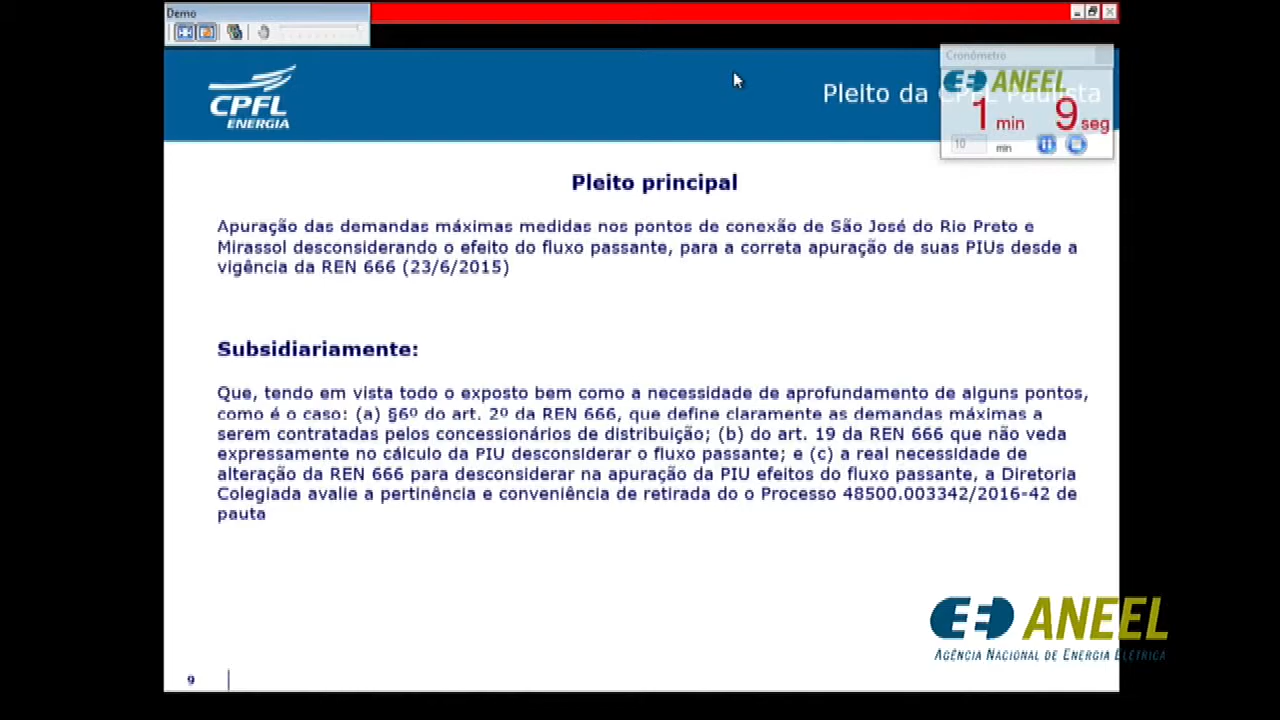 Demo
Cronômetro
ANEEL
CPFL
ENERGIA
Pleito da CPFL Paulista
1 min 9 seg
10 min
Pleito principal
Apuração das demandas máximas medidas nos pontos de conexão de São José do Rio Preto e
Mirassol desconsiderando o efeito do fluxo passante, para a correta apuração de suas PIUs desde a
vigência da REN 666 (23/6/2015)
Subsidiariamente:
Que, tendo em vista todo o exposto bem como a necessidade de aprofundamento de alguns pontos,
como é o caso: (a) §6º do art. 2º da REN 666, que define claramente as demandas máximas a
serem contratadas pelos concessionários de distribuição; (b) do art. 19 da REN 666 que não veda
expressamente no cálculo da PIU desconsiderar o fluxo passante; e (c) a real necessidade de
alteração da REN 666 para desconsiderar na apuração da PIU efeitos do fluxo passante, a Diretoria
Colegiada avalie a pertinência e conveniência de retirada do o Processo 48500.003342/2016-42 de
pauta
ANEEL
AGÊNCIA NACIONAL DE ENERGIA ELÉTRICA
9